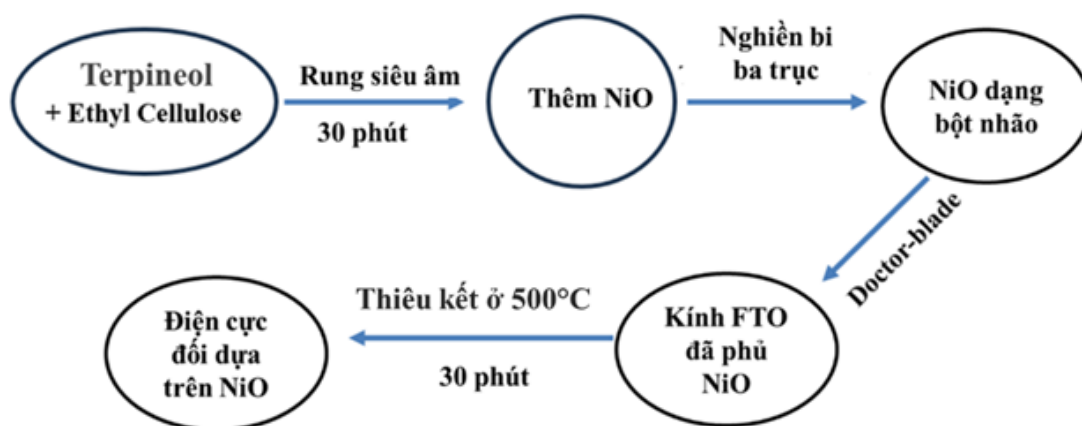 Terpineol
+ Ethyl Cellulose
Rung siêu âm
30 phút
Thêm NiO
Nghiền bi
ba trục
NiO dạng
bột nhão
Doctor-blade
Kính FTO
đã phủ
NiO
Thiêu kết ở 500°C
30 phút
Điện cực
đối dựa
trên NiO